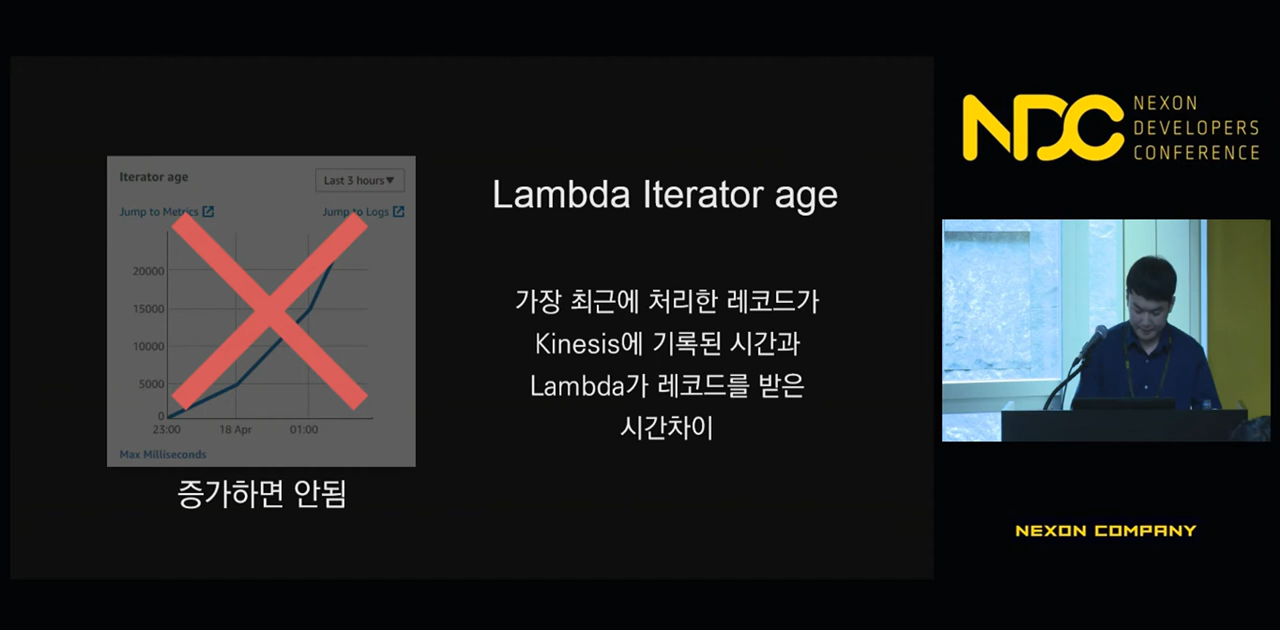 Iterator age
Last 3 hours▼
Jump to Metrics
Jump to Logs
20000
15000
10000
5000
0
23:00
18 Apr
01:00
Max Milliseconds
증가하면 안됨
Lambda Iterator age
가장 최근에 처리한 레코드가
Kinesis에 기록된 시간과
Lambda가 레코드를 받은
시간차이
NDC
NEXON
DEVELOPERS
CONFERENCE
NEXON COMPANY